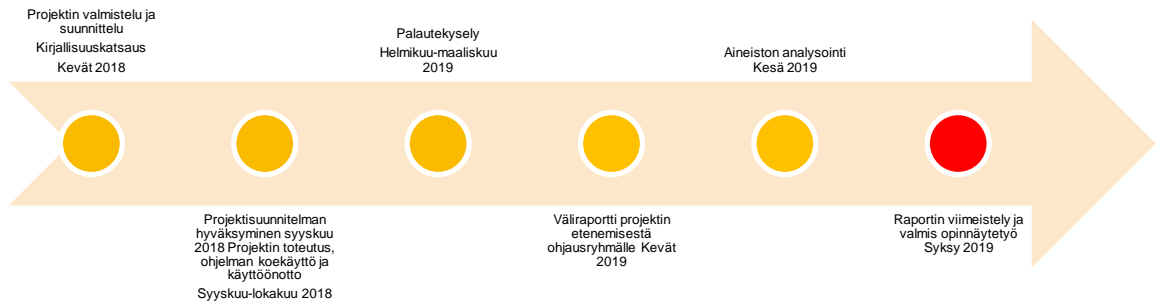 Projektin valmistelu ja
suunnittelu
Kirjallisuuskatsaus
Kevät 2018
Projektisuunnitelman
hyväksyminen syyskuu
2018 Projektin toteutus,
ohjelman koekäyttö ja
käyttöönotto
Syyskuu-lokakuu 2018
Palautekysely
Helmikuu-maaliskuu
2019
Väliraportti projektin
etenemisestä
ohjausryhmälle Kevät
2019
Aineiston analysointi
Kesä 2019
Raportin viimeistely ja
valmis opinnäytetyö
Syksy 2019